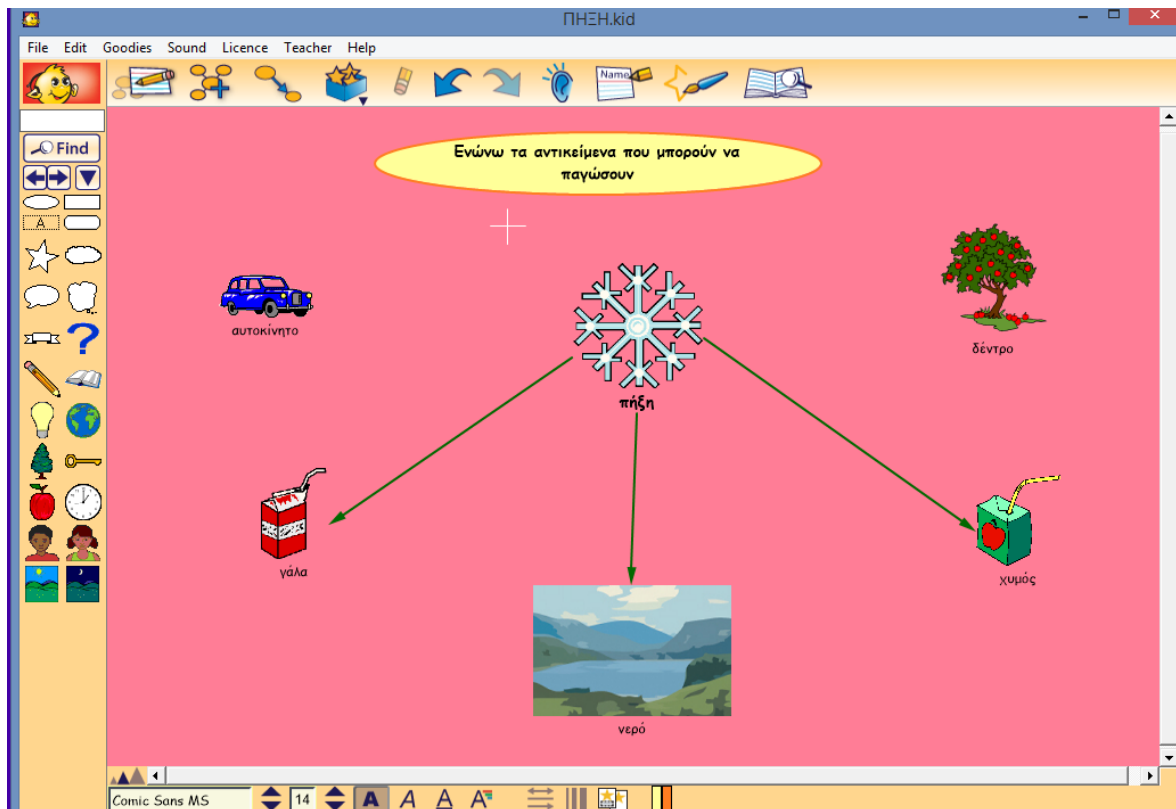 ΠΗΞΗ.kid
File Edit Goodies Sound Licence Teacher Help
Name
Find
A
Ενώνω τα αντικείμενα που μπορούν να
παγώσουν
αυτοκίνητο
δέντρο
πήξη
γάλα
χυμός
νερό
Comic Sans MS 14 A A A A